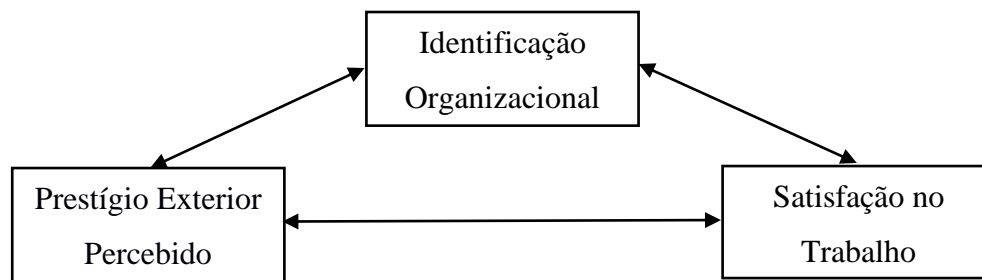 Identificação
Organizacional
Prestígio Exterior
Percebido
Satisfação no
Trabalho